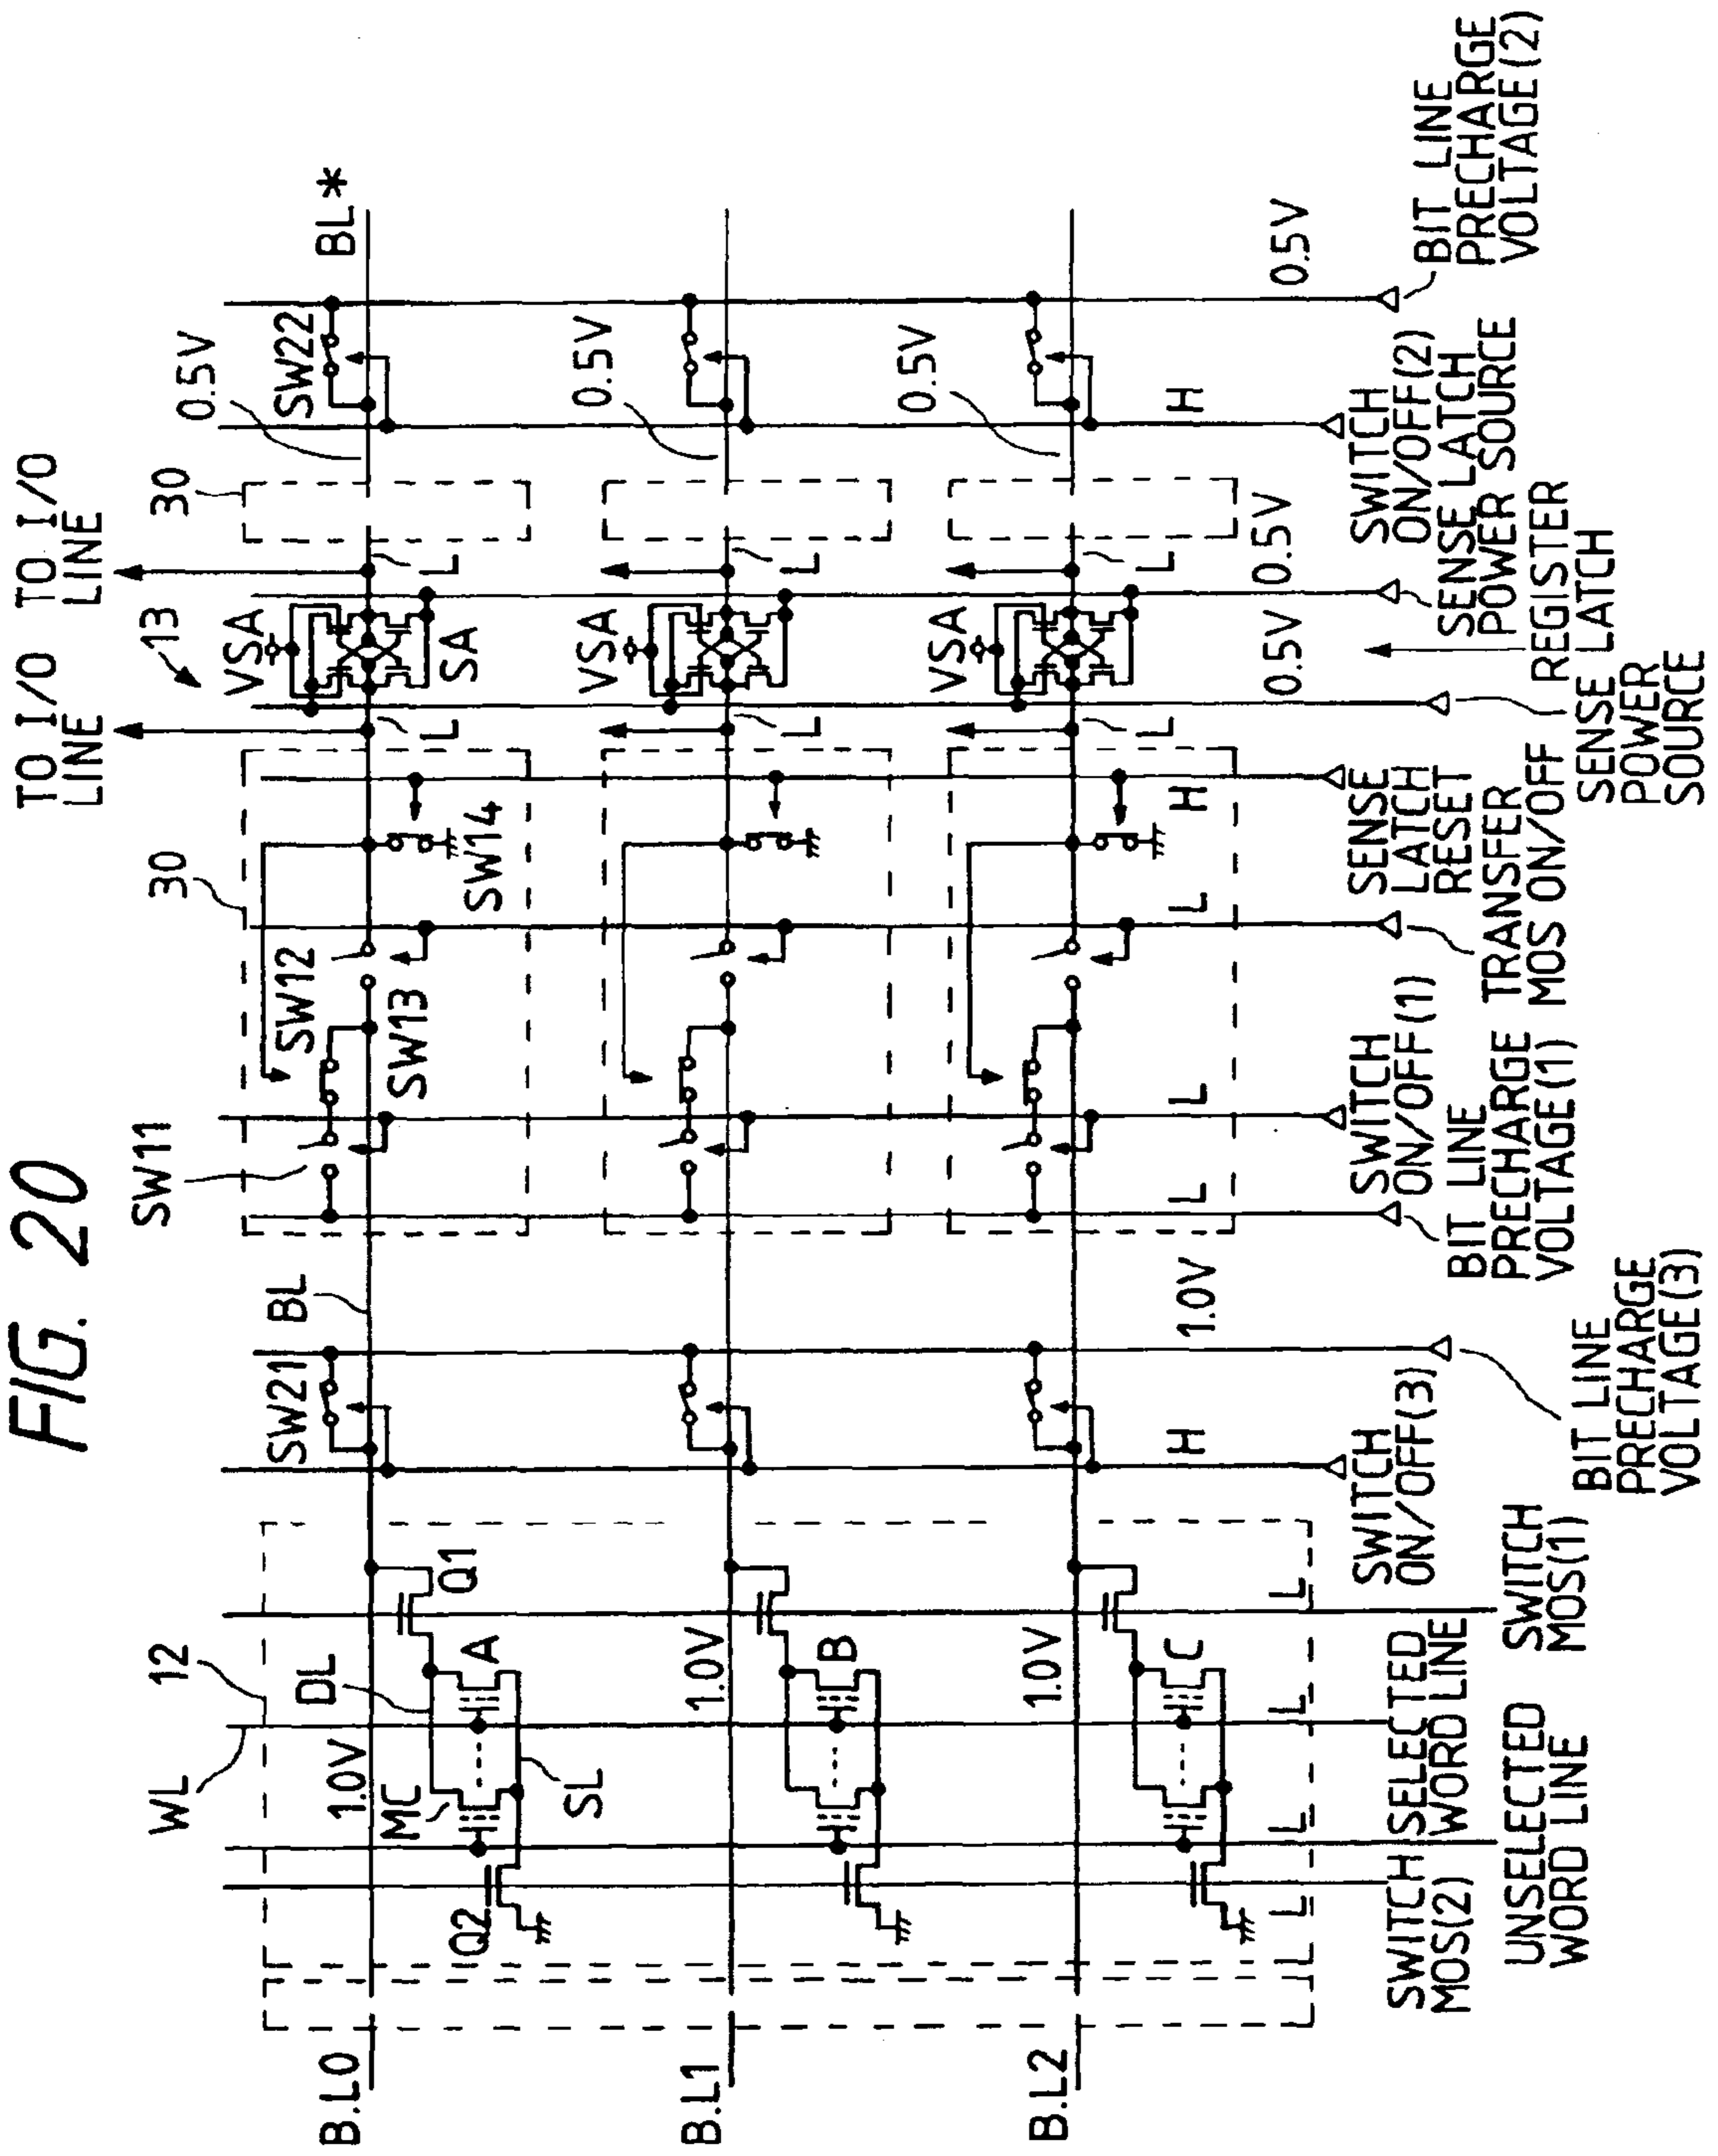 FIG. 20
TO I/O
LINE
TO I/O
LINE
13
30
30
12
WL
SW11
BL
BL*
SW21
SW12
SW13
SW14
SW22
VSA
SA
0.5V
L
L
DL
1.0V
MC
A
Q1
Q2
SL
B.L0
VSA
0.5V
L
L
1.0V
B
B.L1
VSA
0.5V
L
L
1.0V
C
B.L2
L
L
L
L
H
1.0V
L
L
L
H
0.5V
0.5V
H
0.5V
SWITCH
MOS(2)
UNSELECTED
WORD LINE
SELECTED
WORD LINE
SWITCH
MOS(1)
SWITCH
ON/OFF(3)
BIT LINE
PRECHARGE
VOLTAGE(3)
BIT LINE
PRECHARGE
VOLTAGE(1)
SWITCH
ON/OFF(1)
TRANSFER
MOS ON/OFF
SENSE
LATCH
RESET
SENSE LATCH
POWER
SOURCE
REGISTER
SENSE LATCH
POWER SOURCE
SWITCH
ON/OFF(2)
BIT LINE
PRECHARGE
VOLTAGE(2)